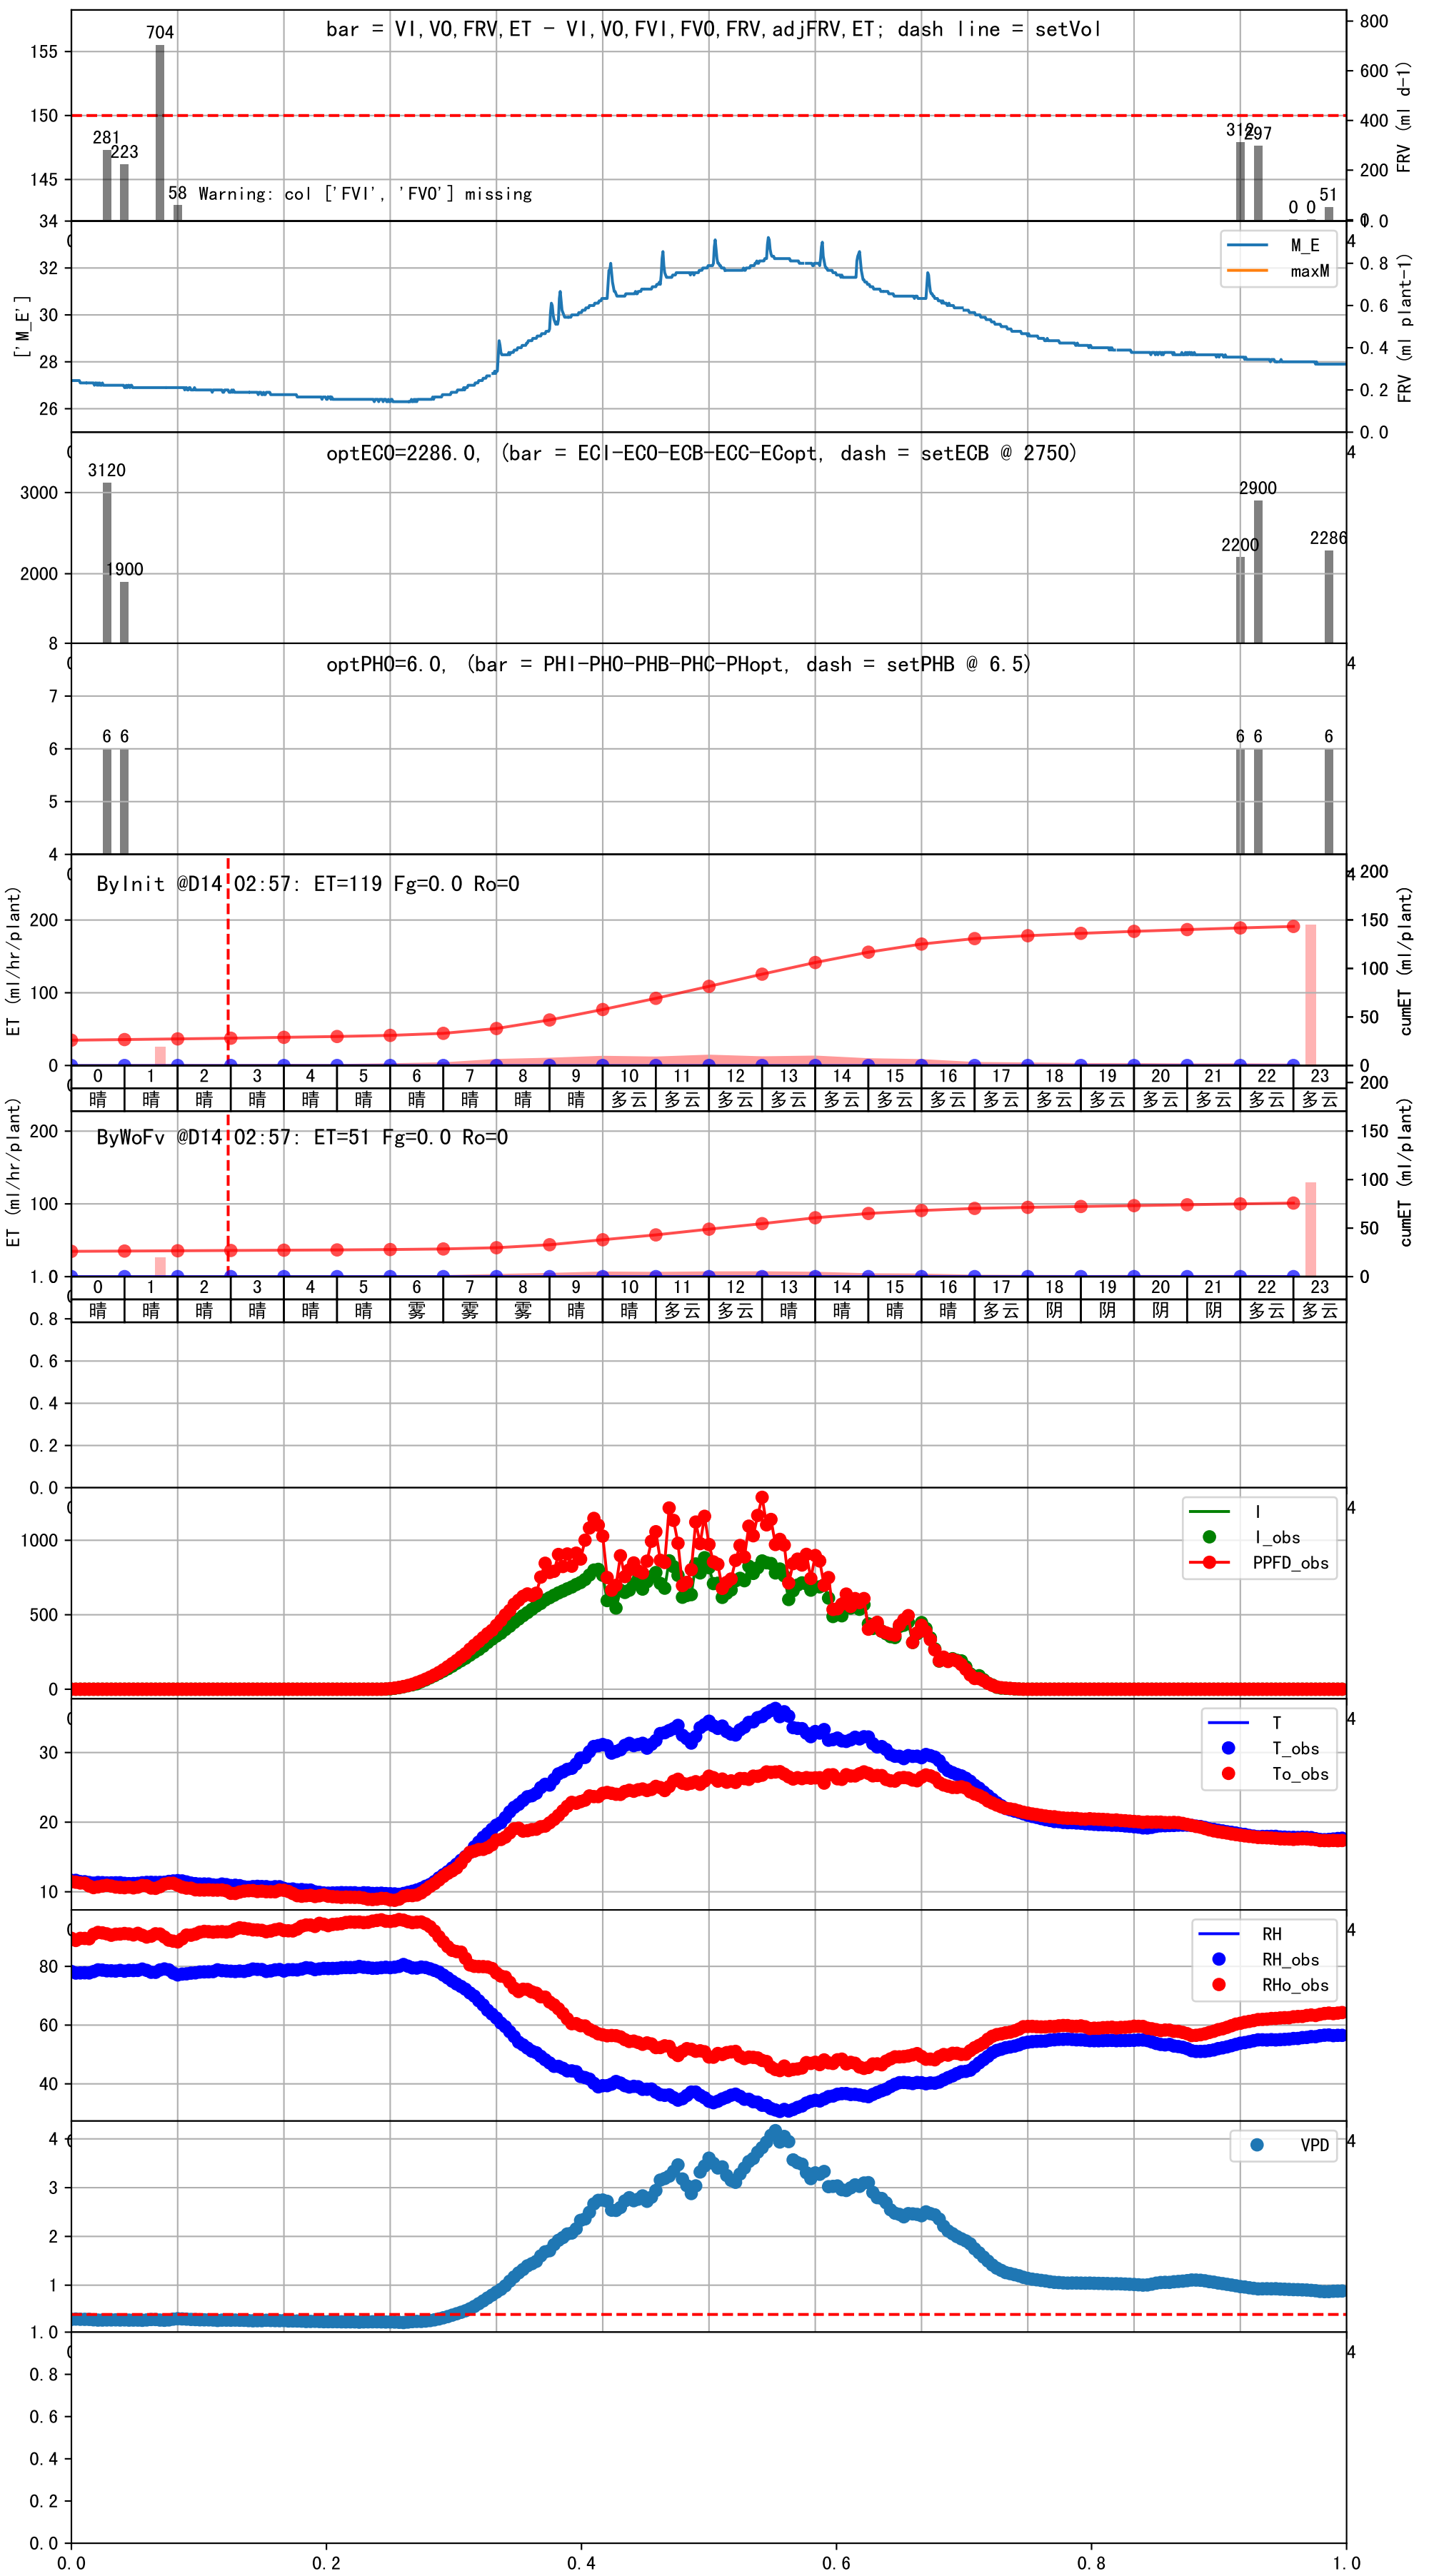 bar = VI,VO,FRV,ET - VI,VO,FVI,FVO,FRV,adjFRV,ET; dash line = setVol
704
281
223
58
Warning: col ['FVI', 'FVO'] missing
297
0 0 51
155
150
145
34
800
600
400
200
FRV (ml d-1)
M_E
maxM
32
30
28
26
['M_E']
0.8
0.6
0.4
0.2
0.0
FRV (ml plant-1)
optECO=2286.0, (bar = ECI-ECO-ECB-ECC-ECopt, dash = setECB @ 2750)
3120
1900
2200
2900
2286
3000
2000
8
optPHO=6.0, (bar = PHI-PHO-PHB-PHC-PHopt, dash = setPHB @ 6.5)
6 6 6 6 6
7
6
5
4
ByInit @D14 02:57: ET=119 Fg=0.0 Ro=0
200
100
0
ET (ml/hr/plant)
200
150
100
50
0
cumET (ml/plant)
0 1 2 3 4 5 6 7 8 9 10 11 12 13 14 15 16 17 18 19 20 21 22 23
晴 晴 晴 晴 晴 晴 晴 晴 晴 晴 多云 多云 多云 多云 多云 多云 多云 多云 多云 多云 多云 多云 多云 多云
ByWoFv @D14 02:57: ET=51 Fg=0.0 Ro=0
200
100
1.0
ET (ml/hr/plant)
200
150
100
50
0
cumET (ml/plant)
0 1 2 3 4 5 6 7 8 9 10 11 12 13 14 15 16 17 18 19 20 21 22 23
晴 晴 晴 晴 晴 晴 雾 雾 雾 晴 晴 多云 多云 晴 晴 晴 晴 多云 阴 阴 阴 阴 多云 多云
0.8
0.6
0.4
0.2
0.0
I
I_obs
PPFD_obs
1000
500
0
T
T_obs
To_obs
30
20
10
RH
RH_obs
RHo_obs
80
60
40
VPD
4
3
2
1
1.0
0.8
0.6
0.4
0.2
0.0
0.0 0.2 0.4 0.6 0.8 1.0